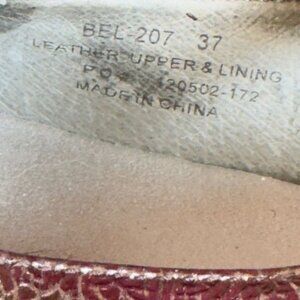 BEL-207 37
LEATHER UPPER & LINING
P.O# 120502-172
MADE IN CHINA